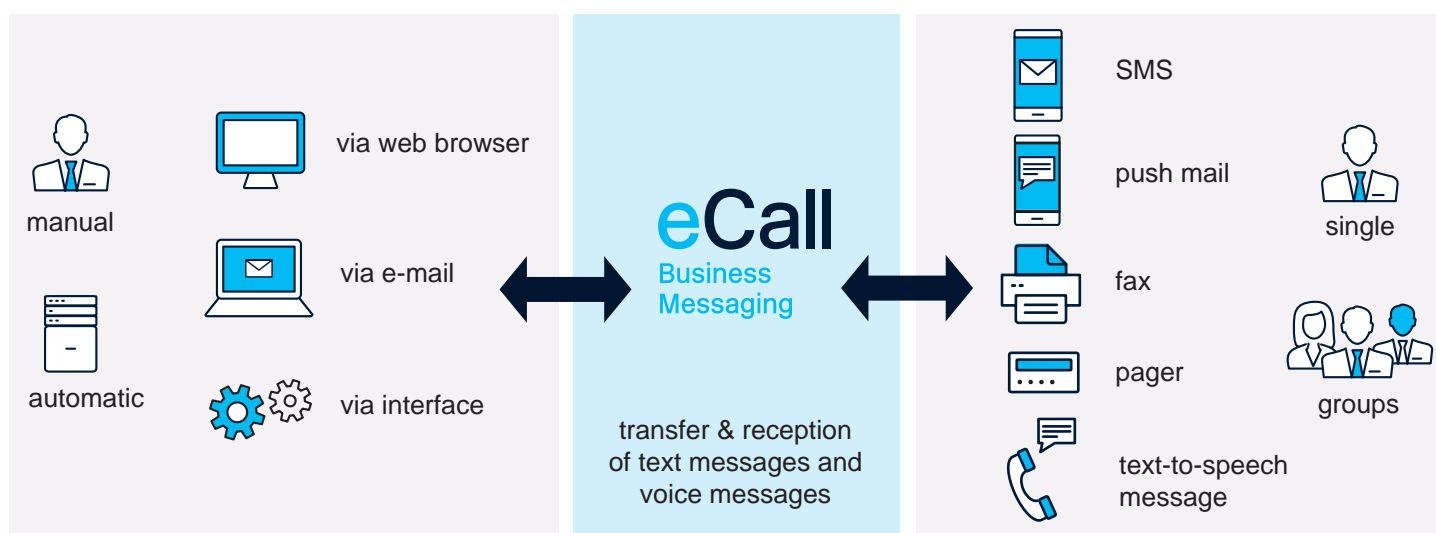 manual
automatic
via web browser
via e-mail
via interface
eCall
Business
Messaging
transfer & reception
of text messages and
voice messages
SMS
push mail
fax
pager
text-to-speech
message
single
groups